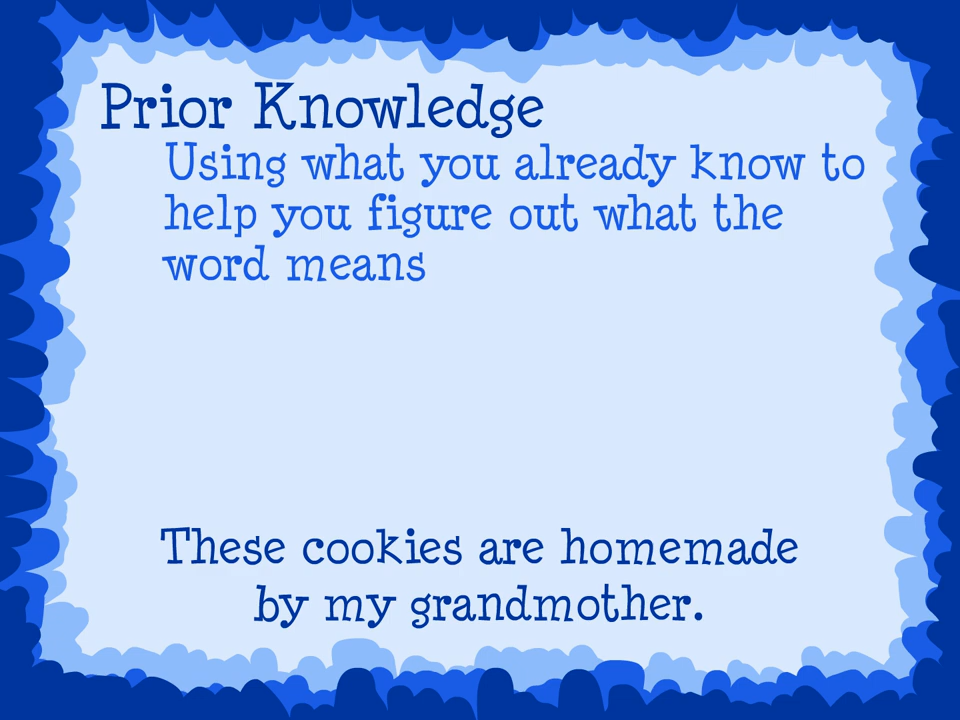 Prior Knowledge
Using what you already know to
help you figure out what the
word means
These cookies are homemade
by my grandmother.